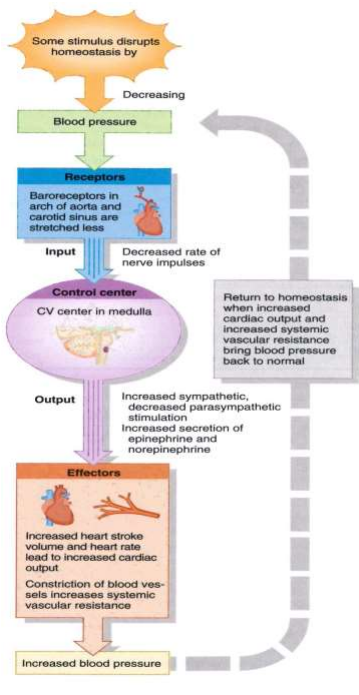 Some stimulus disrupts
homeostasis by
Decreasing
Blood pressure
Receptors
Baroreceptors in
arch of aorta and
carotid sinus are
stretched less
Input
Decreased rate of
nerve impulses
Control center
CV center in medulla
Return to homeostasis
when increased
cardiac output and
increased systemic
vascular resistance
bring blood pressure
back to normal
Output
Increased sympathetic,
decreased parasympathetic
stimulation
Increased secretion of
epinephrine and
norepinephrine
Effectors
Increased heart stroke
volume and heart rate
lead to increased cardiac
output
Constriction of blood ves-
sels increases systemic
vascular resistance
Increased blood pressure